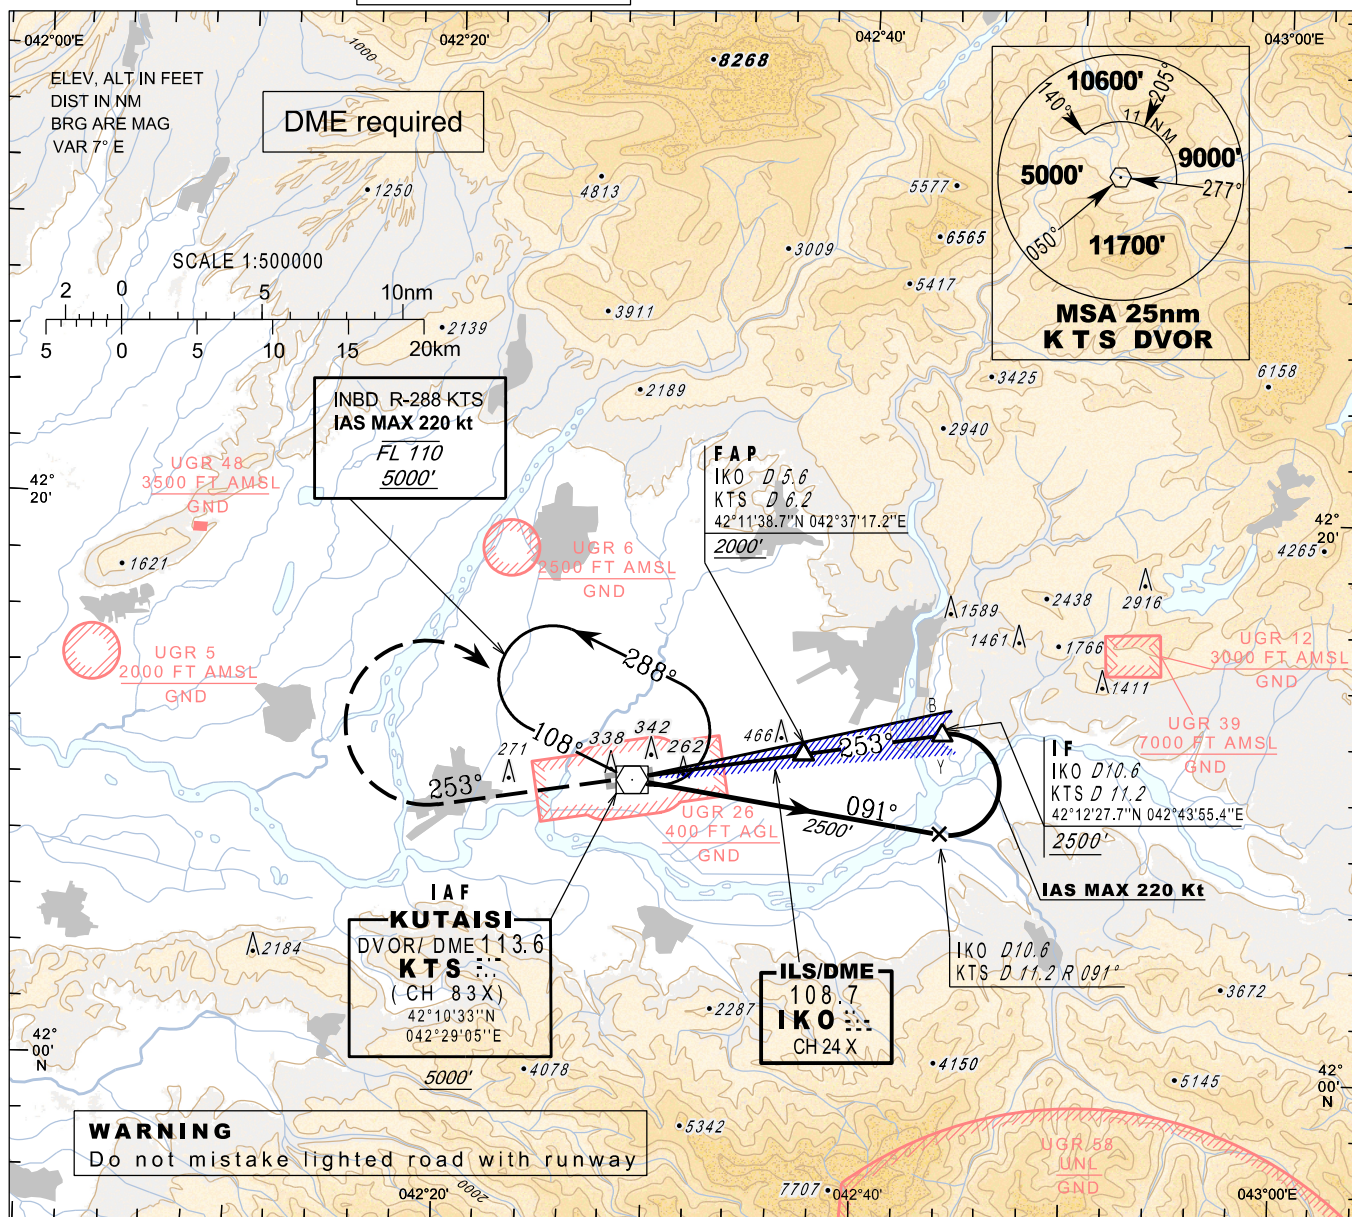 042°00'E
042°20'
042°40'
043°00'E
ELEV, ALT IN FEET
DIST IN NM
BRG ARE MAG
VAR 7° E
DME required
1000
8268
10600'
140°
205°
11 NM
5000'
9000'
277°
050°
11700'
MSA 25nm
K T S DVOR
1250
4813
5577
6565
3009
5417
SCALE 1:500000
2 0 5 10nm
5 0 5 10 15 20km
2139
3911
2189
3425
6158
2940
INBD R-288 KTS
IAS MAX 220 kt
FL 110
5000'
UGR 48
3500 FT AMSL
GND
42°
20'
FAP
IKO D 5.6
KTS D 6.2
42°11'38.7"N 042°37'17.2"E
2000'
42°
20'
4265
1621
UGR 6
2500 FT AMSL
GND
2916
2438
1589
1461
1766
1411
UGR 12
3000 FT AMSL
GND
UGR 5
2000 FT AMSL
GND
288°
108°
253°
271
338
342
262
466
253°
B
Y
UGR 39
7000 FT AMSL
GND
IF
IKO D10.6
KTS D 11.2
42°12'27.7"N 042°43'55.4"E
2500'
091°
2500'
UGR 26
400 FT AGL
GND
IAS MAX 220 Kt
IAF
KUTAISI
DVOR/ DME 113.6
KTS
(CH 83X)
42°10'33"N
042°29'05"E
5000'
2184
IKO D10.6
KTS D 11.2 R 091°
ILS/DME
108.7
IKO
CH 24 X
2287
3672
4078
4150
5145
42°
00'
N
42°
00'
N
WARNING
Do not mistake lighted road with runway
5342
UGR 58
UNL
GND
7707
042°20'
2000
042°40'
043°00'E